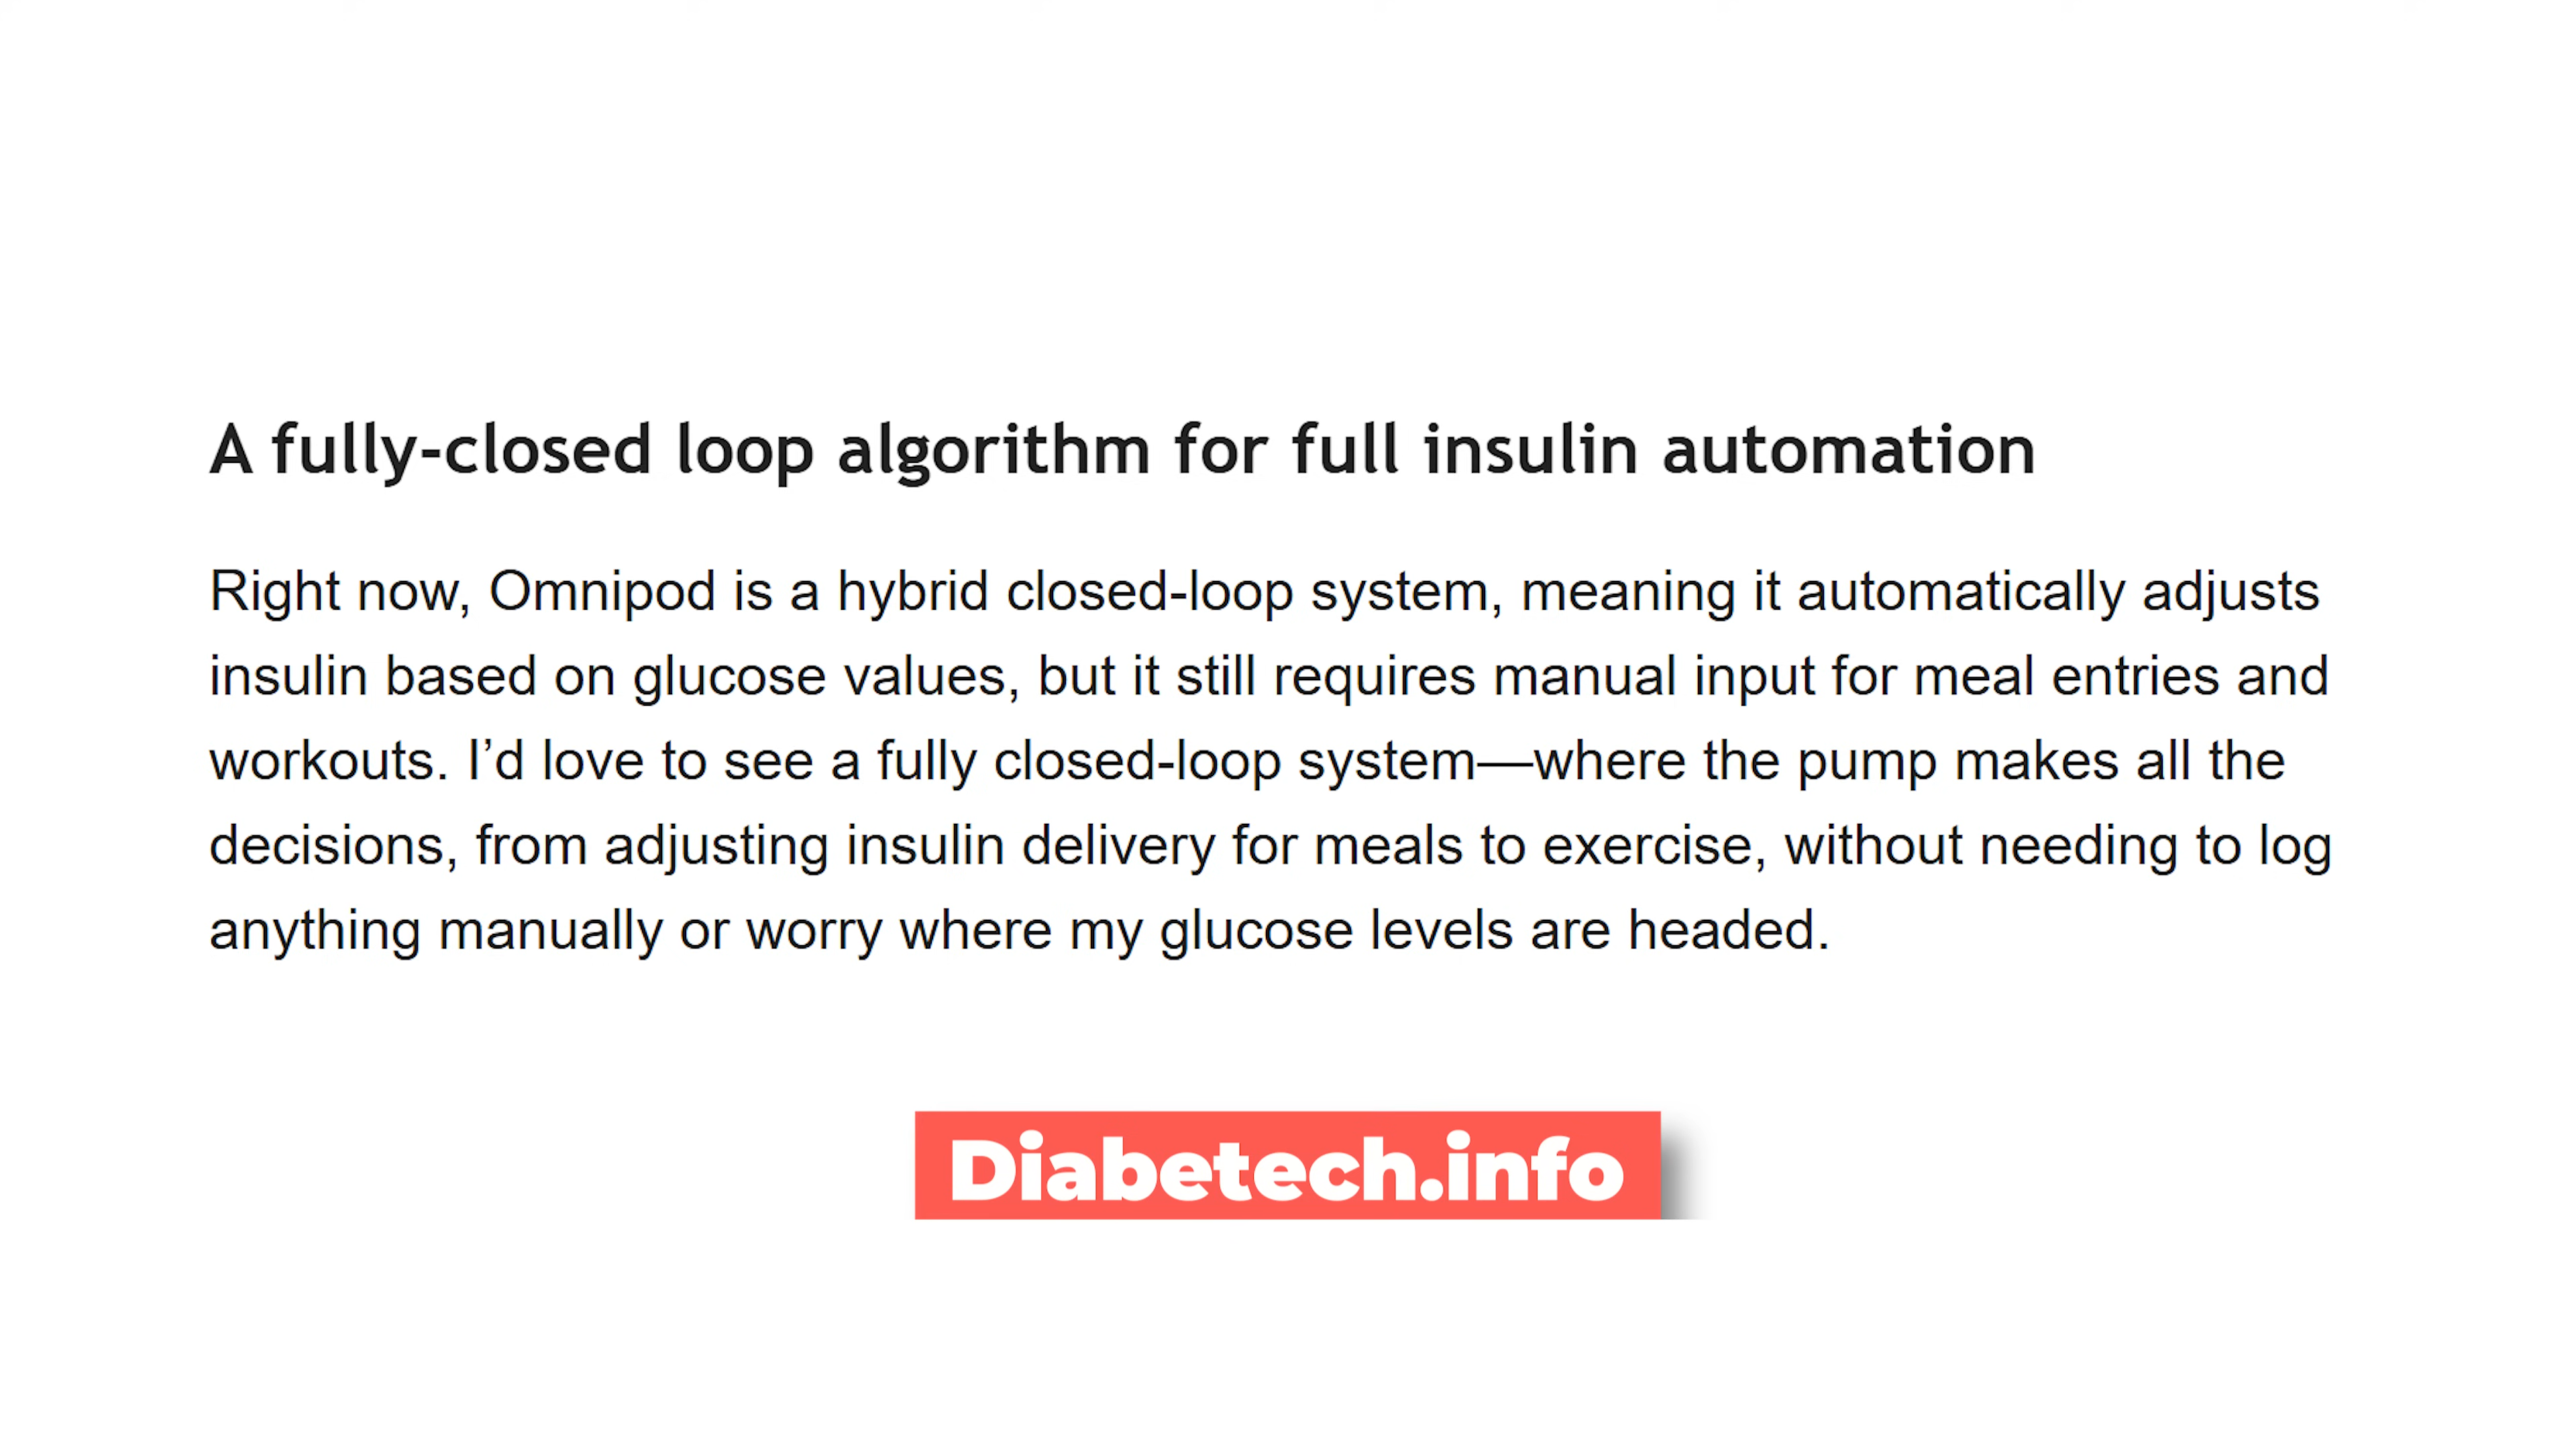 A fully-closed loop algorithm for full insulin automation
Right now, Omnipod is a hybrid closed-loop system, meaning it automatically adjusts
insulin based on glucose values, but it still requires manual input for meal entries and
workouts. I’d love to see a fully closed-loop system—where the pump makes all the
decisions, from adjusting insulin delivery for meals to exercise, without needing to log
anything manually or worry where my glucose levels are headed.
Diabetech.info